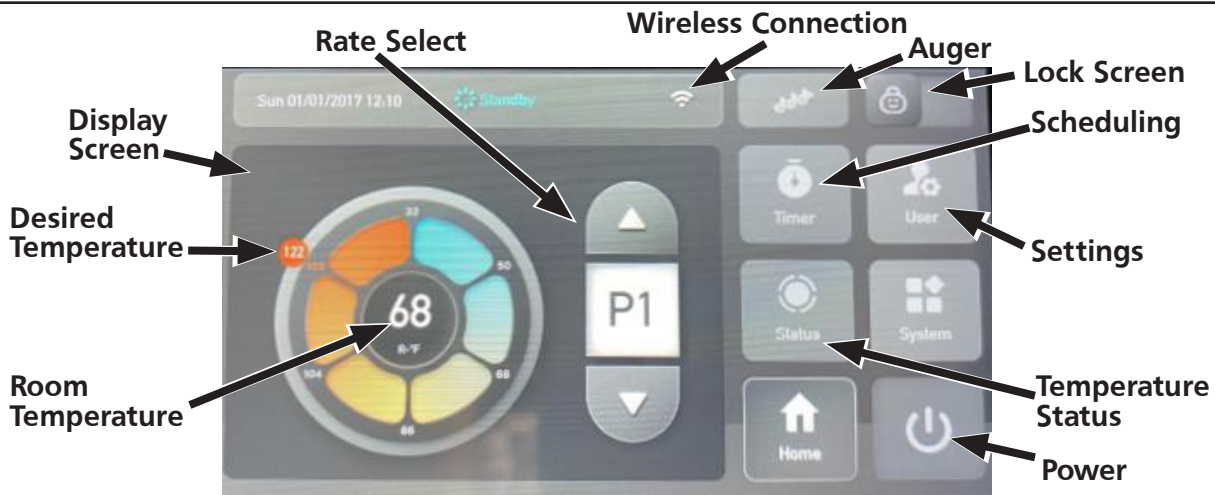 Wireless Connection
Rate Select
Auger
Lock Screen
Sun 01/01/2017 12:10
Standby
Display
Screen
Scheduling
Timer
User
Desired
Temperature
32
122
50
Settings
68
R-°F
P1
Status
System
104
68
Room
Temperature
86
Temperature
Status
Home
Power